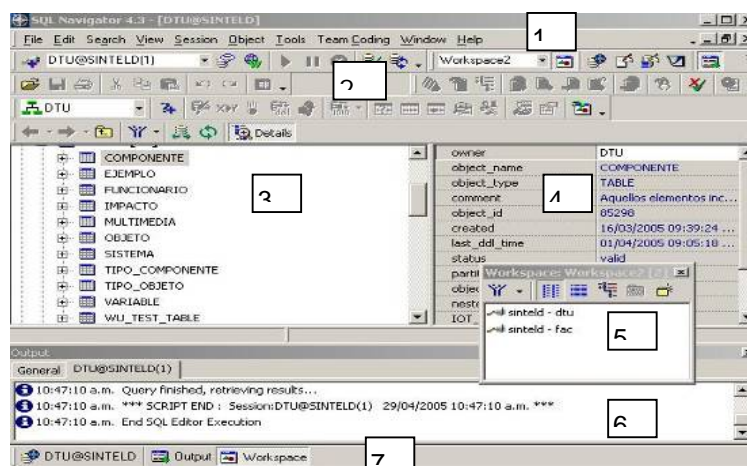 SQL Navigator 4.3 - [DTU@SINTELD]
File Edit Search View Session Object Tools Team Coding Window Help
1
DTU@SINTELD(1)
Workspace2
2
DTU
Details
COMPONENTE
EJEMPLO
FUNCIONARIO
IMPACTO
MULTIMEDIA
OBJETO
SISTEMA
TIPO_COMPONENTE
TIPO_OBJETO
VARIABLE
WU_TEST_TABLE
3
owner DTU
object_name COMPONENTE
object_type TABLE
comment Aquellos elementos inc...
object_id 85298
created 16/03/2005 09:39:24 ...
last_ddl_time 01/04/2005 09:05:18 ...
status valid
partit
objec
neste
IOT_
4
Workspace: Workspace2 [2]
sinteld - dtu
sinteld - fac
5
Output
General DTU@SINTELD(1)
10:47:10 a.m. Query finished, retrieving results...
10:47:10 a.m. *** SCRIPT END : Session:DTU@SINTELD(1) 29/04/2005 10:47:10 a.m. ***
10:47:10 a.m. End SQL Editor Execution
6
DTU@SINTELD Output Workspace
7